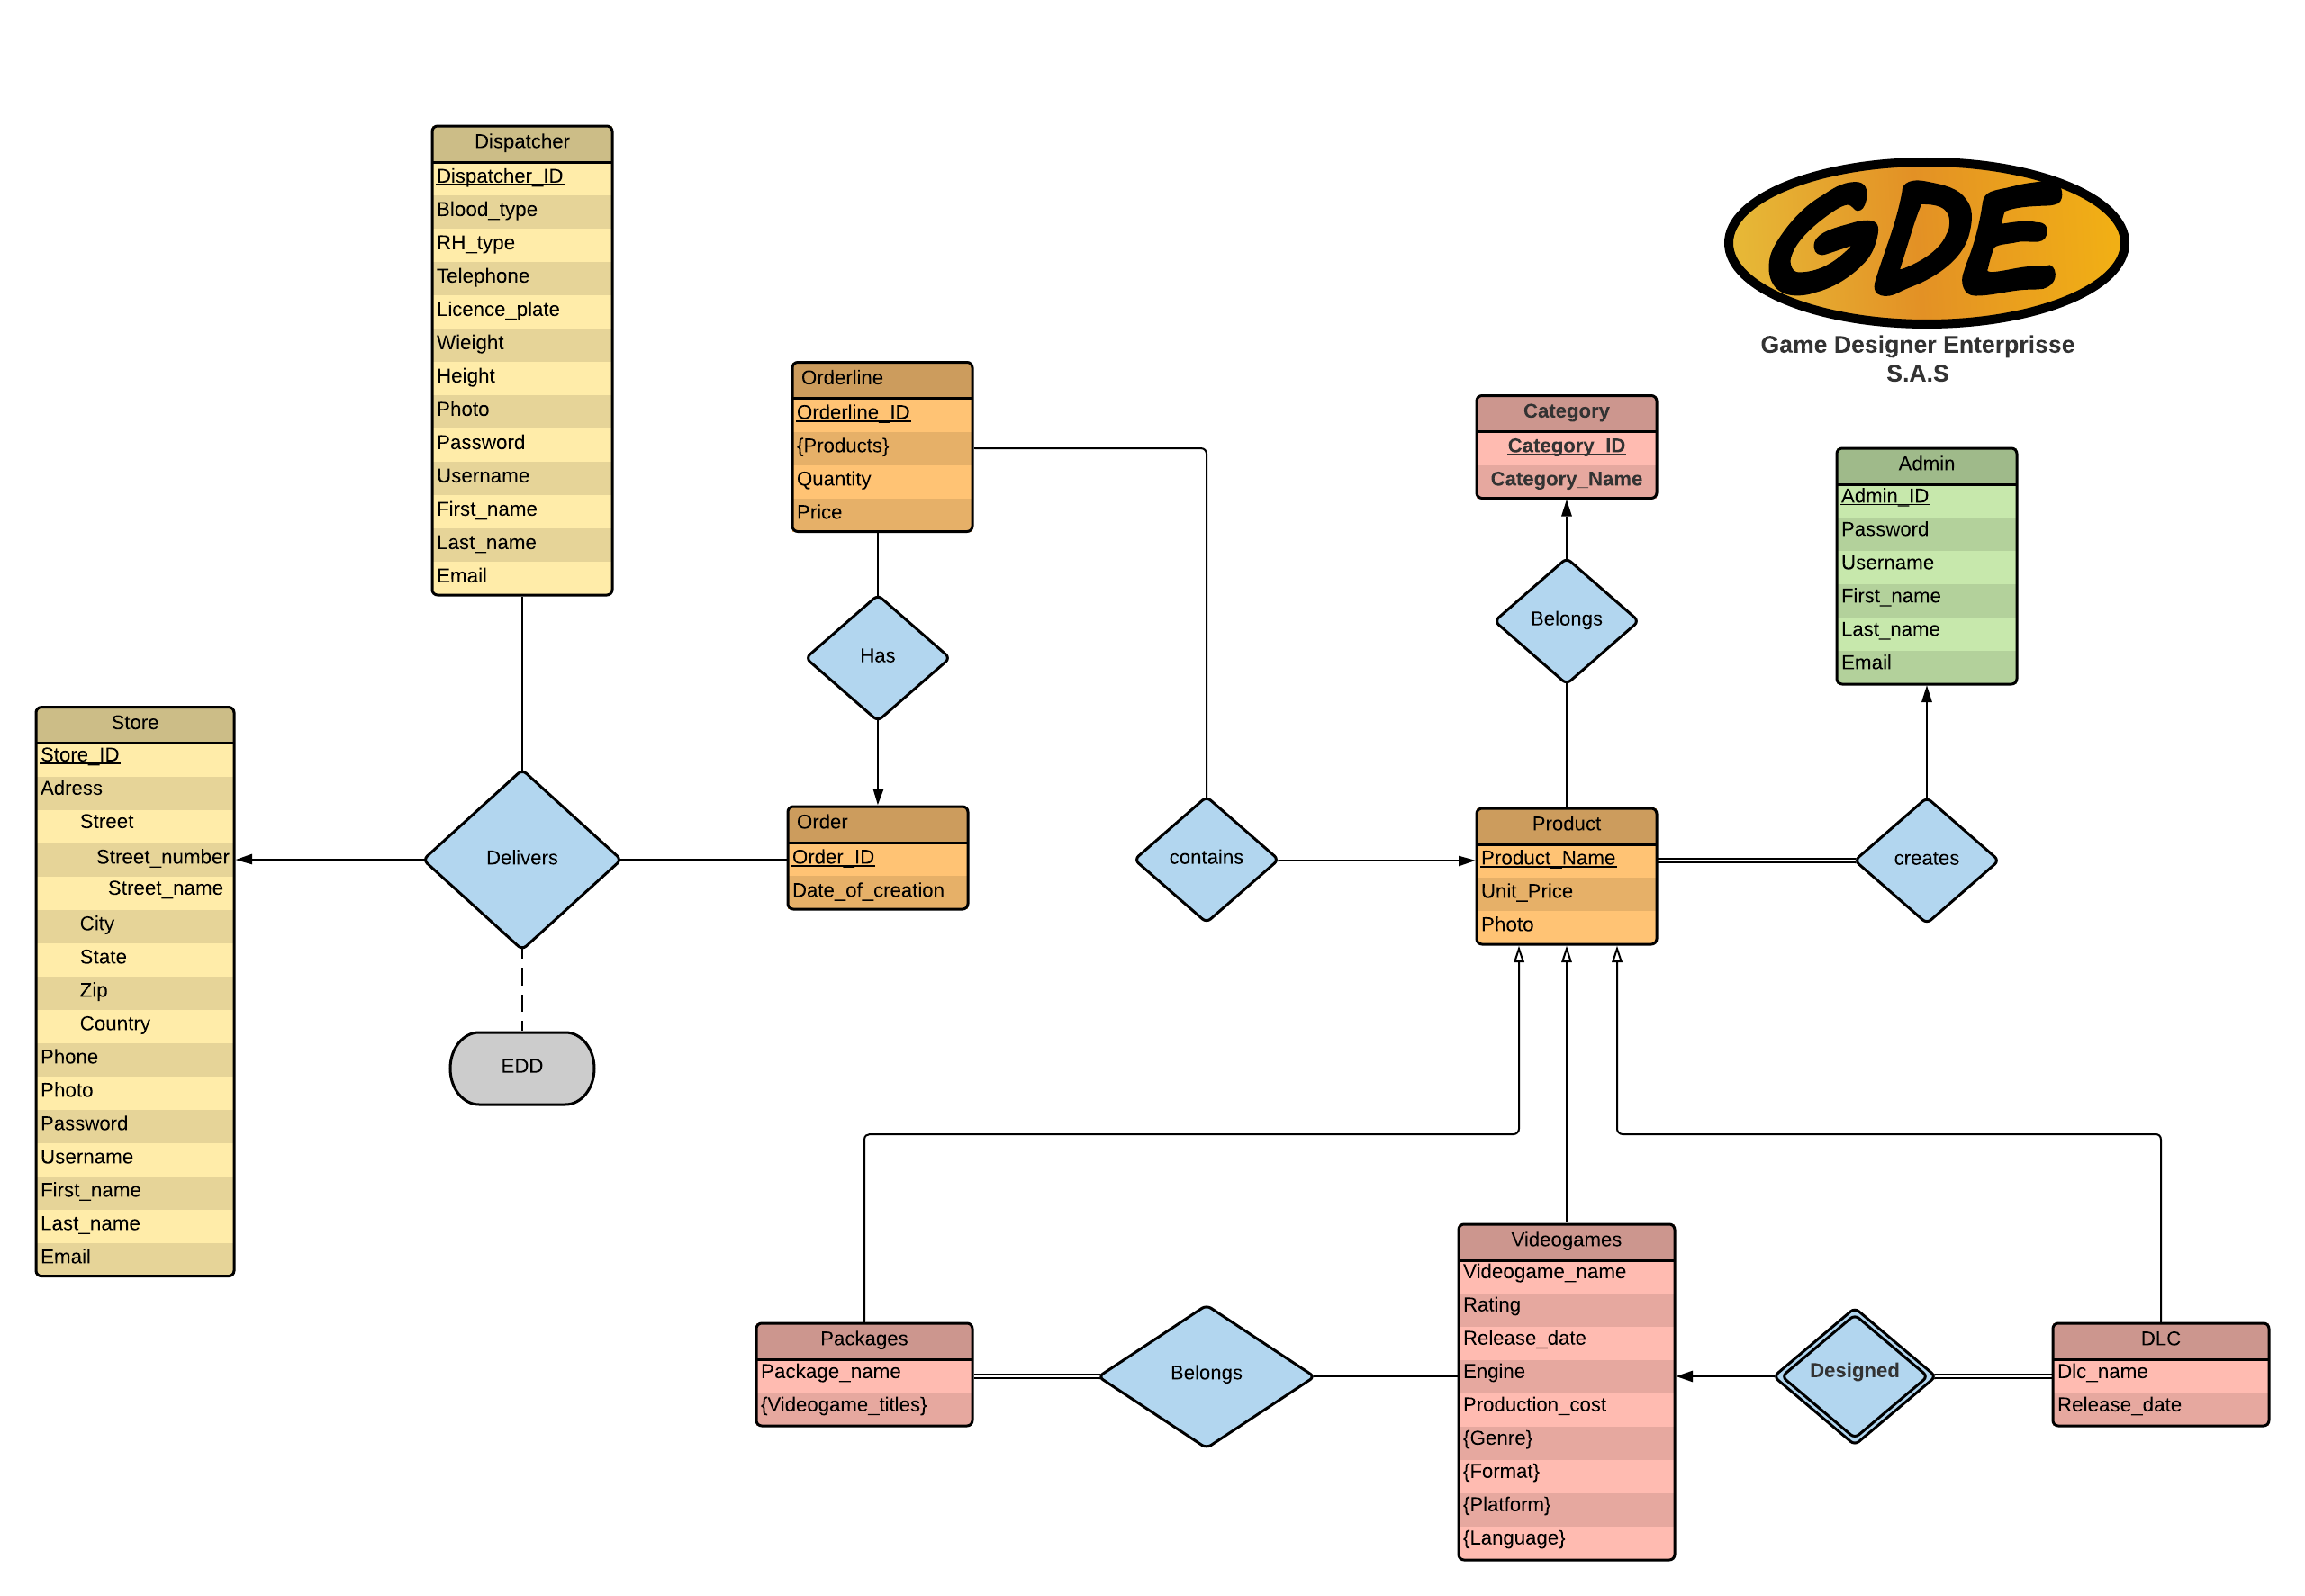 GDE
Game Designer Enterprisse
S.A.S
Dispatcher
Dispatcher_ID
Blood_type
RH_type
Telephone
Licence_plate
Wieight
Height
Photo
Password
Username
First_name
Last_name
Email
Orderline
Orderline_ID
{Products}
Quantity
Price
Category
Category_ID
Category_Name
Admin
Admin_ID
Password
Username
First_name
Last_name
Email
Has
Belongs
Store
Store_ID
Adress
Street
Street_number
Street_name
City
State
Zip
Country
Phone
Photo
Password
Username
First_name
Last_name
Email
Delivers
EDD
Order
Order_ID
Date_of_creation
contains
Product
Product_Name
Unit_Price
Photo
creates
Packages
Package_name
{Videogame_titles}
Belongs
Videogames
Videogame_name
Rating
Release_date
Engine
Production_cost
{Genre}
{Format}
{Platform}
{Language}
Designed
DLC
Dlc_name
Release_date